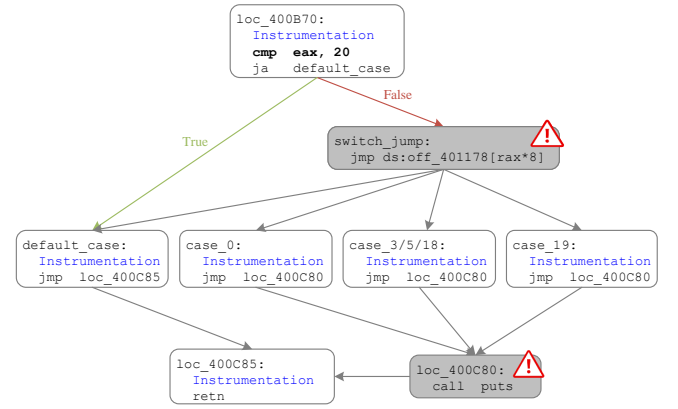 loc_400B70:
Instrumentation
cmp eax, 20
ja default_case
False
True
switch_jump:
jmp ds:off_401178[rax*8]
default_case:
Instrumentation
jmp loc_400C85
case_0:
Instrumentation
jmp loc_400C80
case_3/5/18:
Instrumentation
jmp loc_400C80
case_19:
Instrumentation
jmp loc_400C80
loc_400C85:
Instrumentation
retn
loc_400C80:
call puts